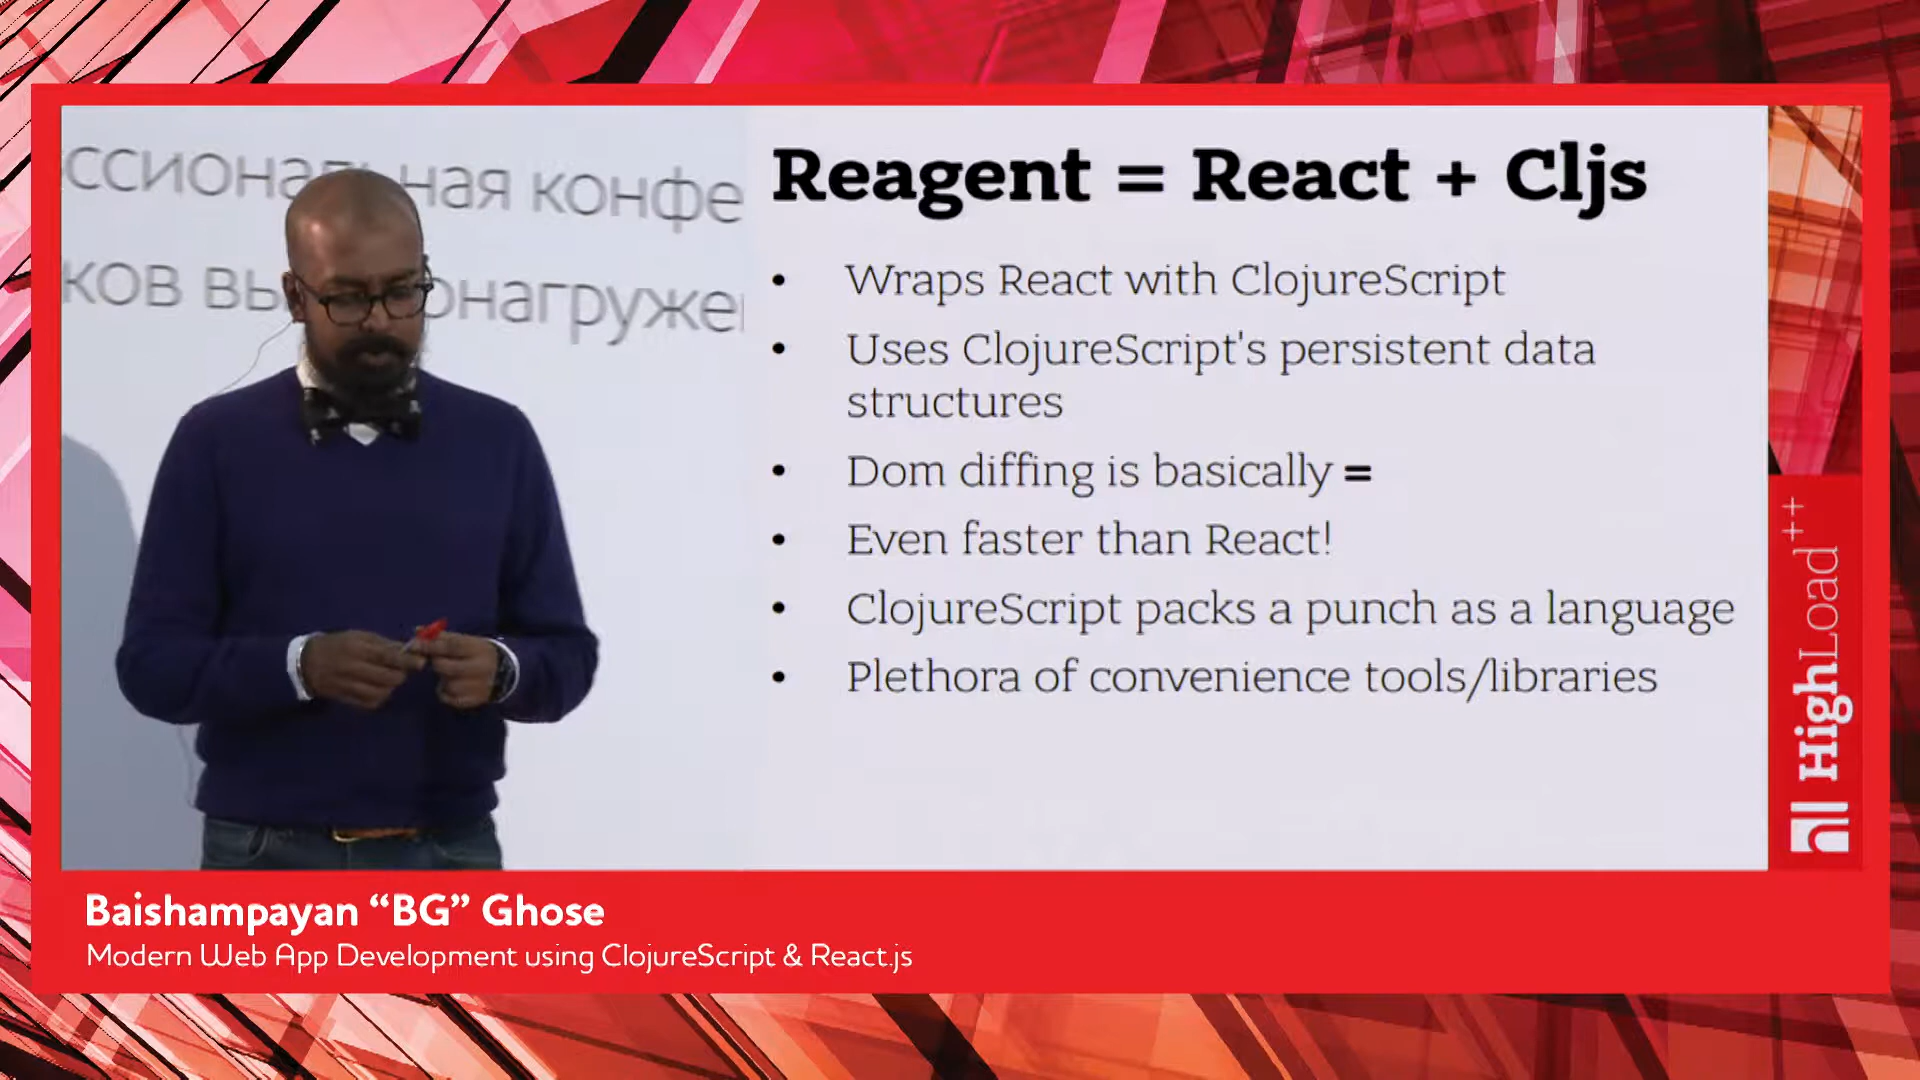 ссиональная конфе
ков вы онагружен
Reagent = React + Cljs
• Wraps React with ClojureScript
• Uses ClojureScript's persistent data
structures
• Dom diffing is basically =
• Even faster than React!
• ClojureScript packs a punch as a language
• Plethora of convenience tools/libraries
HighLoad++
Baishampayan “BG” Ghose
Modern Web App Development using ClojureScript & React.js